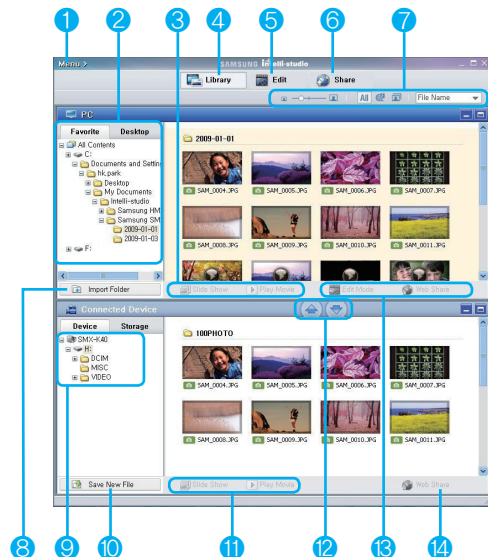 1 2 3 4 5 6 7
Menu > SAMSUNG intelli-studio
Library Edit Share
All File Name
PC
Favorite Desktop
2009-01-01
All Contents
C:
Documents and Setting
hk,park
Desktop
My Documents
Intelli-studio
Samsung HM
Samsung SM
2009-01-01
2009-01-03
F:
SAM_0004.JPG SAM_0005.JPG SAM_0006.JPG SAM_0007.JPG
SAM_0008.JPG SAM_0009.JPG SAM_0010.JPG SAM_0011.JPG
8 Import Folder Slide Show Play Movie Edit Mode Web Share
Connected Device
Device Storage
100PHOTO
SMX-K40
H:
DCIM
MISC
VIDEO
SAM_0004.JPG SAM_0005.JPG SAM_0006.JPG SAM_0007.JPG
SAM_0008.JPG SAM_0009.JPG SAM_0010.JPG SAM_0011.JPG
Save New File Slide Show Play Movie Web Share
9 10 11 12 13 14